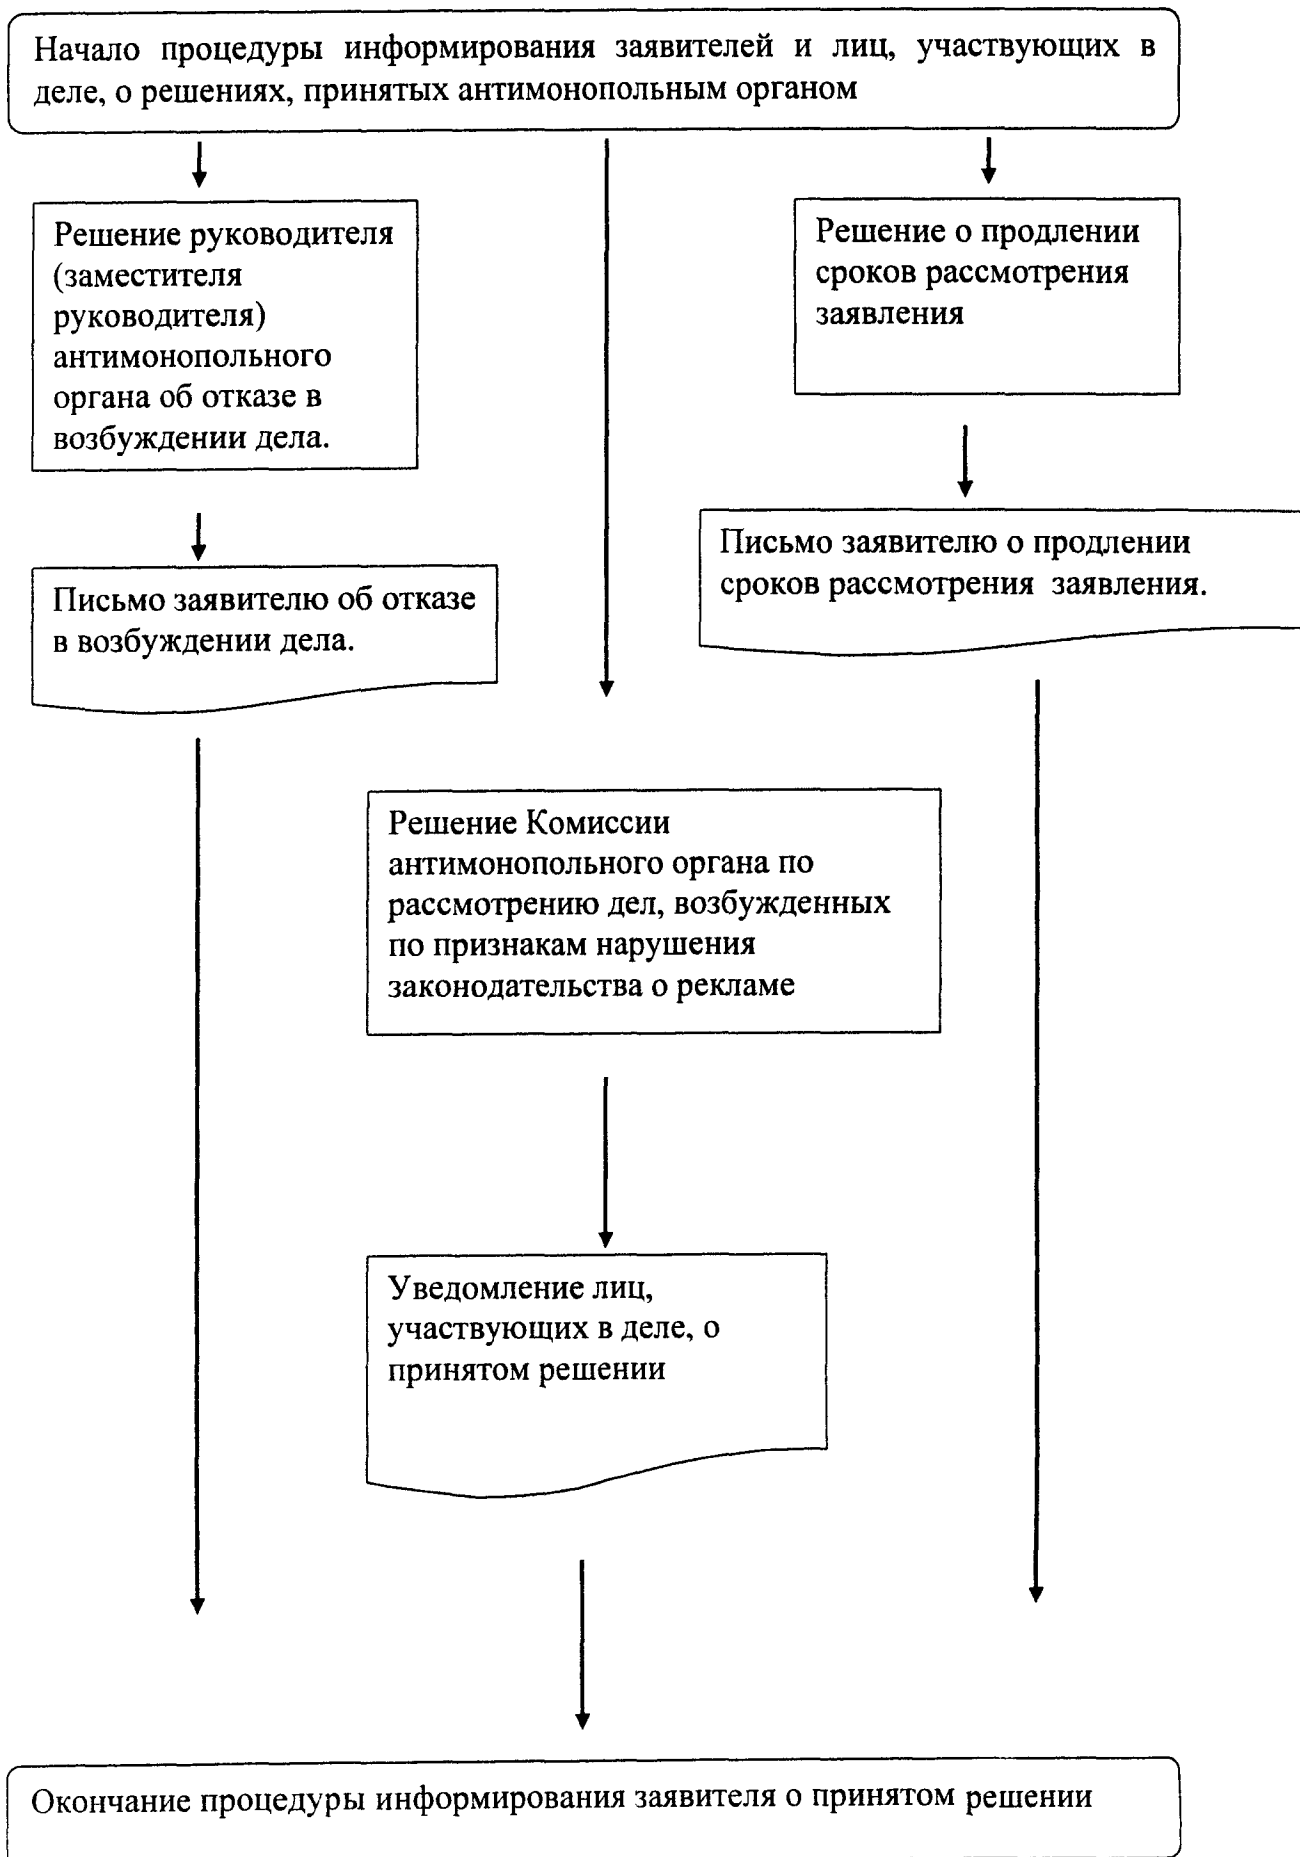 Начало процедуры информирования заявителей и лиц, участвующих в
деле, о решениях, принятых антимонопольным органом
Решение руководителя
(заместителя
руководителя)
антимонопольного
органа об отказе в
возбуждении дела.
Решение о продлении
сроков рассмотрения
заявления
Письмо заявителю об отказе
в возбуждении дела.
Письмо заявителю о продлении
сроков рассмотрения заявления.
Решение Комиссии
антимонопольного органа по
рассмотрению дел, возбужденных
по признакам нарушения
законодательства о рекламе
Уведомление лиц,
участвующих в деле, о
принятом решении
Окончание процедуры информирования заявителя о принятом решении